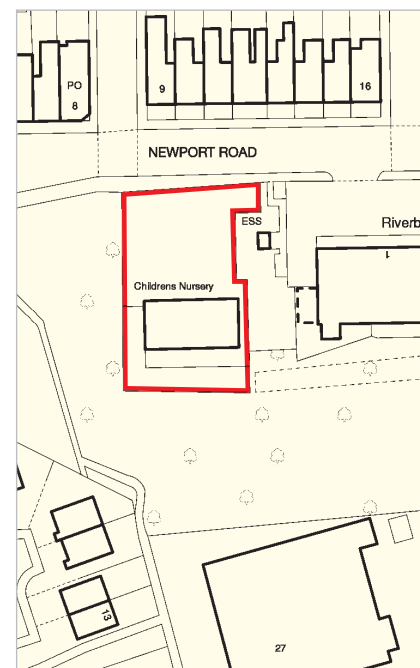 PO
8
9
16
NEWPORT ROAD
ESS
Riverb
1
Childrens Nursery
13
27